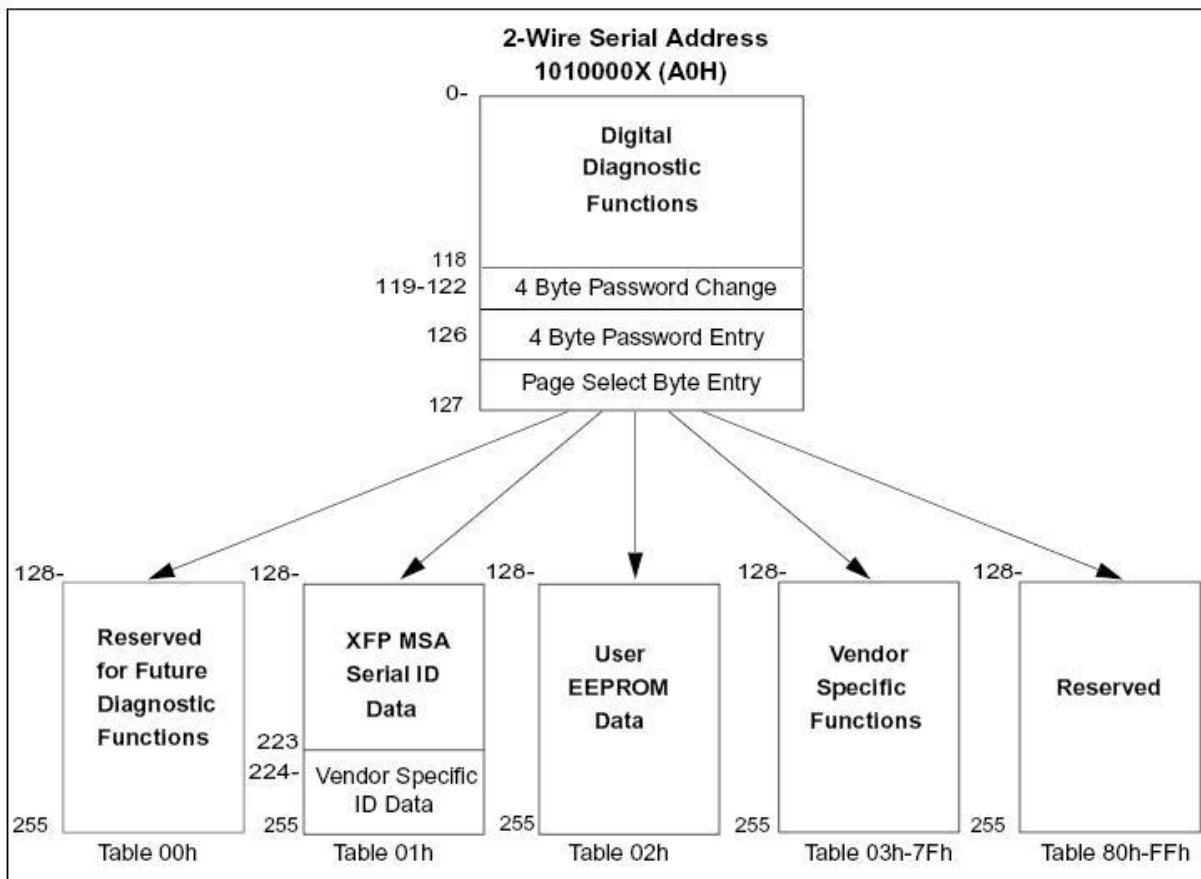 2-Wire Serial Address
1010000X (A0H)
0-
Digital
Diagnostic
Functions
118
119-122
4 Byte Password Change
126
4 Byte Password Entry
Page Select Byte Entry
127
128-
Reserved
for Future
Diagnostic
Functions
255
Table 00h
128-
XFP MSA
Serial ID
Data
223
224-
Vendor Specific
ID Data
255
Table 01h
128-
User
EEPROM
Data
255
Table 02h
128-
Vendor
Specific
Functions
255
Table 03h-7Fh
128-
Reserved
255
Table 80h-FFh